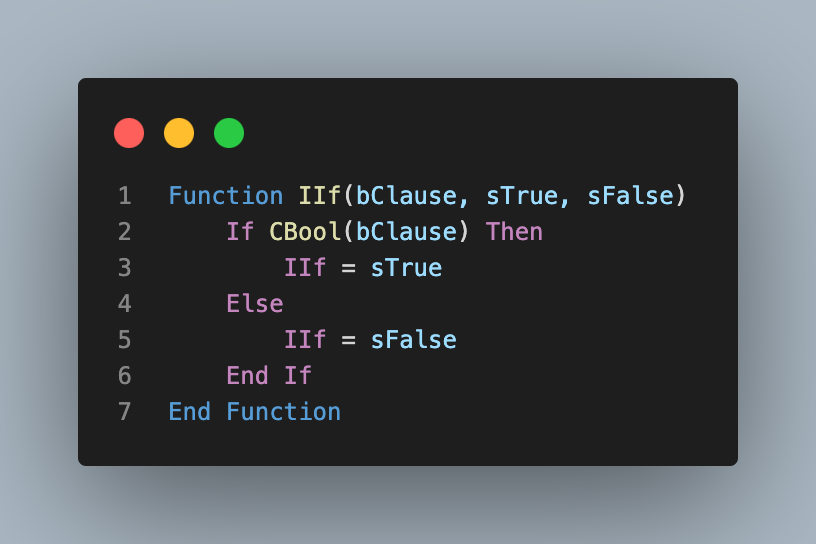 1 Function IIf(bClause, sTrue, sFalse)
2     If CBool(bClause) Then
3         IIf = sTrue
4     Else
5         IIf = sFalse
6     End If
7 End Function